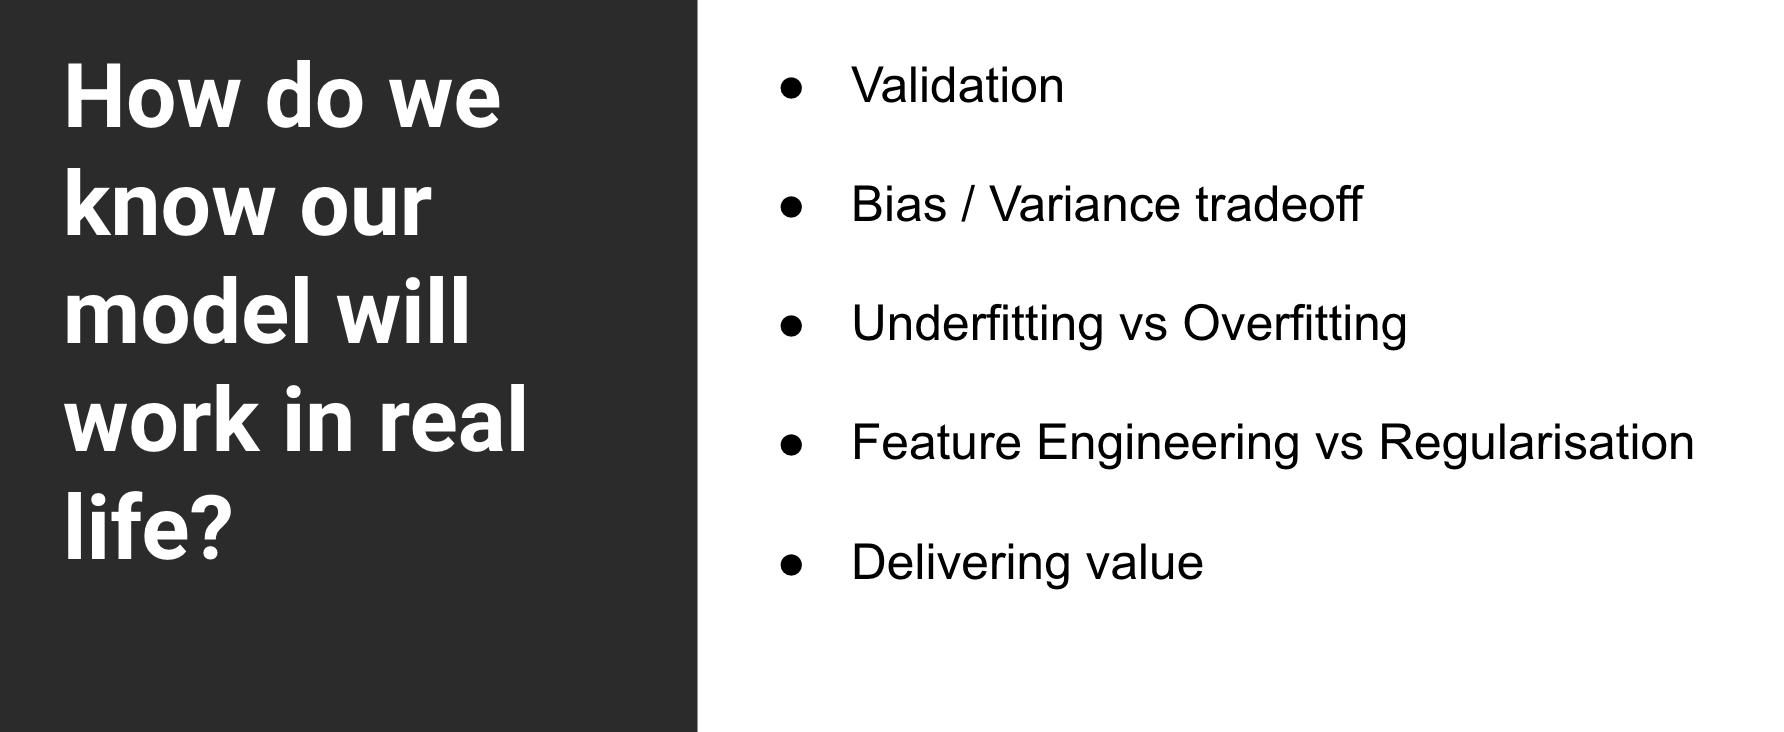 How do we
know our
model will
work in real
life?
● Validation
● Bias / Variance tradeoff
● Underfitting vs Overfitting
● Feature Engineering vs Regularisation
● Delivering value